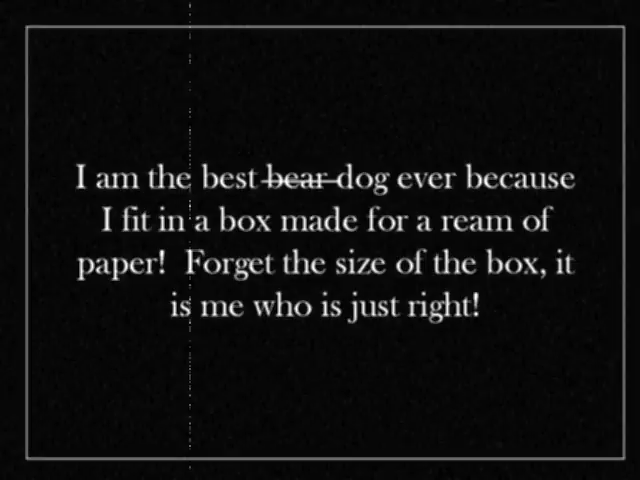 I am the best bear dog ever because
I fit in a box made for a ream of
paper! Forget the size of the box, it
is me who is just right!